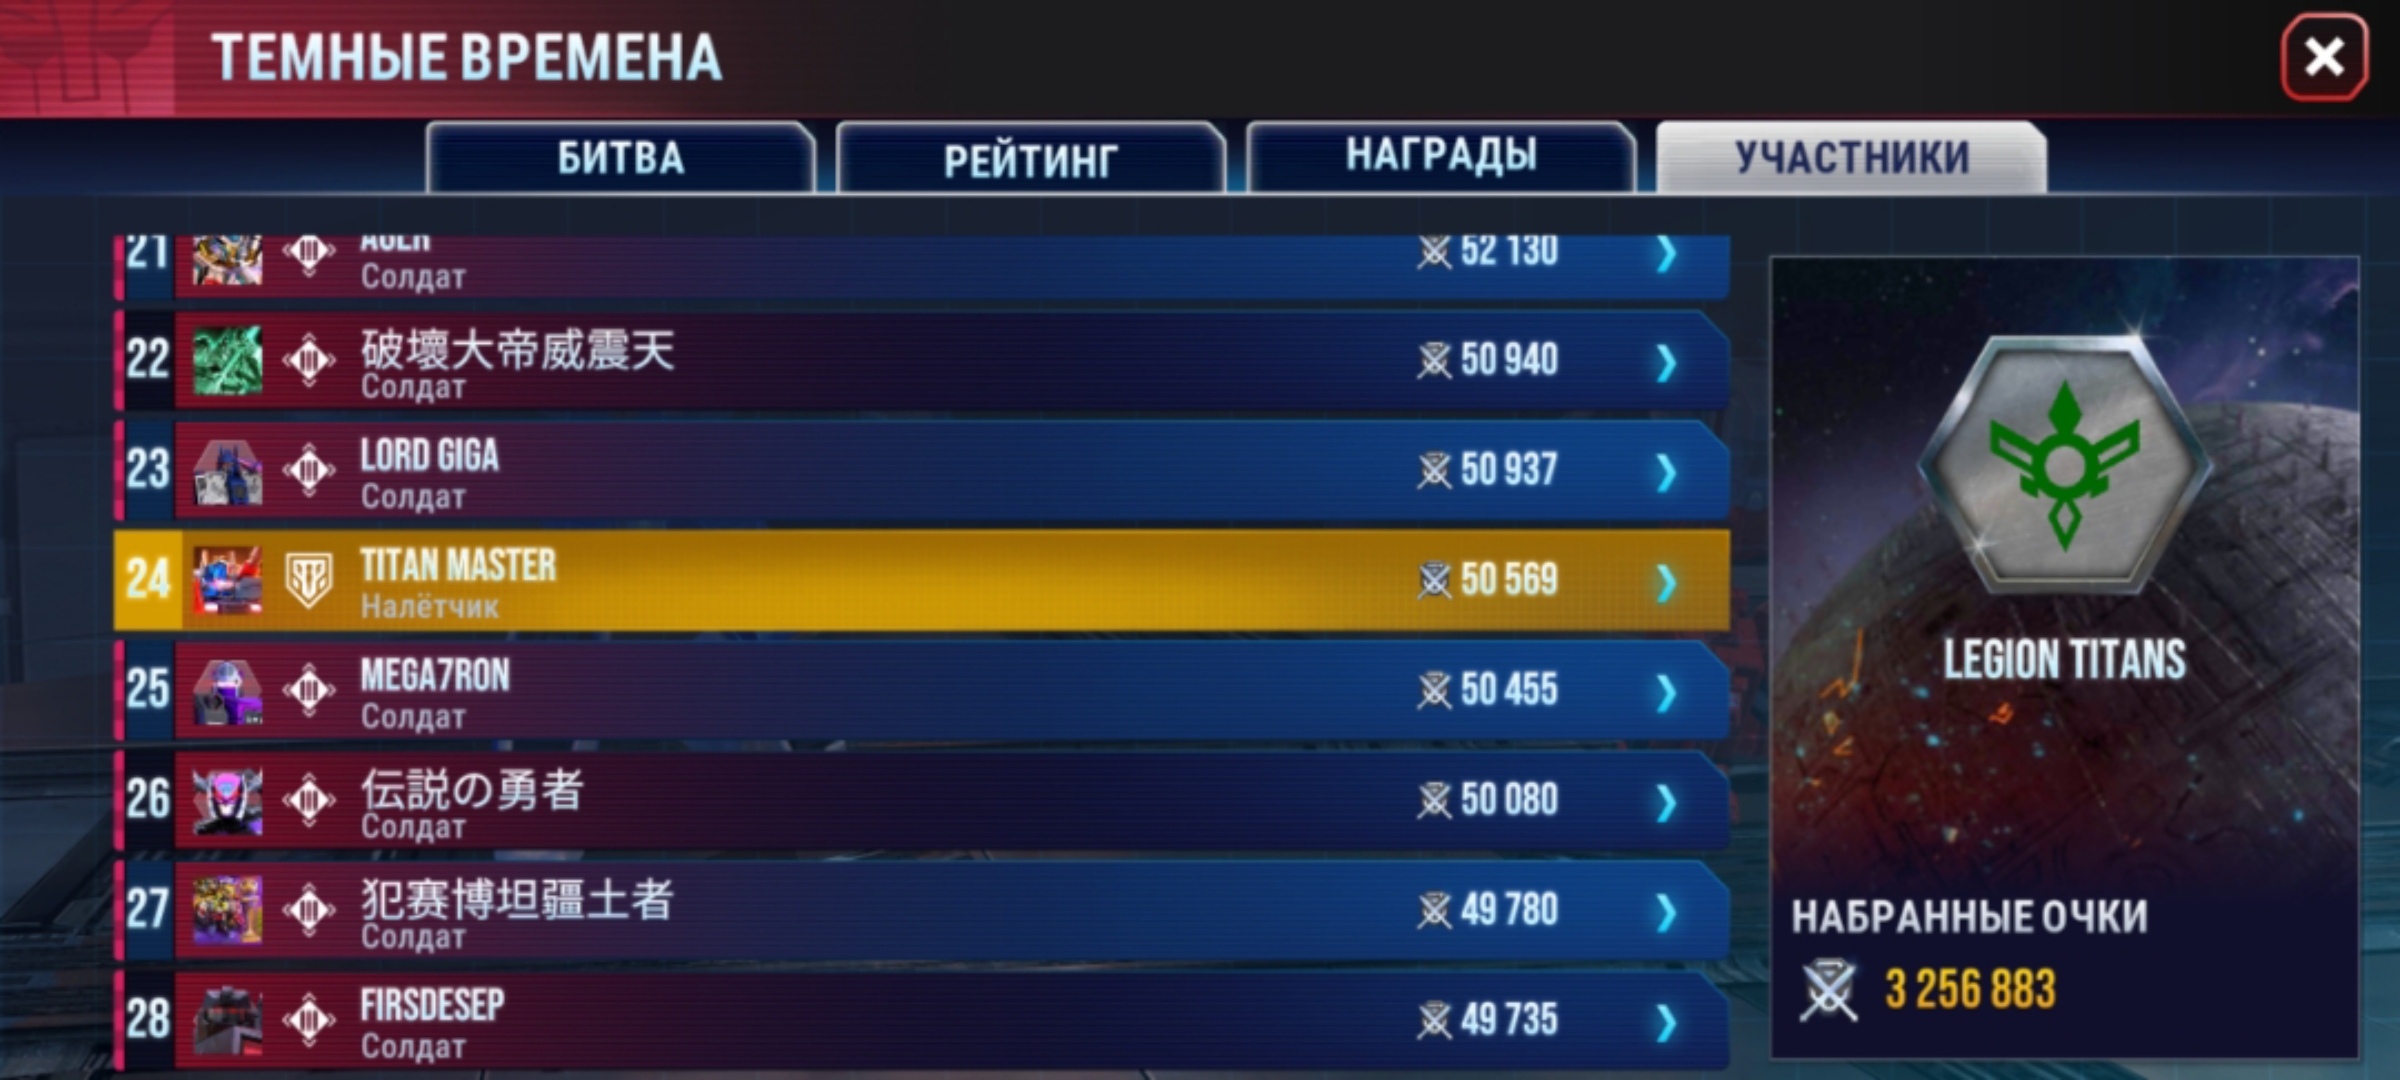 ТЕМНЫЕ ВРЕМЕНА
БИТВА
РЕЙТИНГ
НАГРАДЫ
УЧАСТНИКИ
21
52 130
Солдат
22
破壞大帝威震天
50 940
Солдат
23
LORD GIGA
50 937
Солдат
24
TITAN MASTER
50 569
Налётчик
25
MEGA7RON
50 455
Солдат
26
伝説の勇者
50 080
Солдат
27
犯赛博坦疆土者
49 780
Солдат
28
FIRSDESEP
49 735
Солдат
LEGION TITANS
НАБРАННЫЕ ОЧКИ
3 256 883